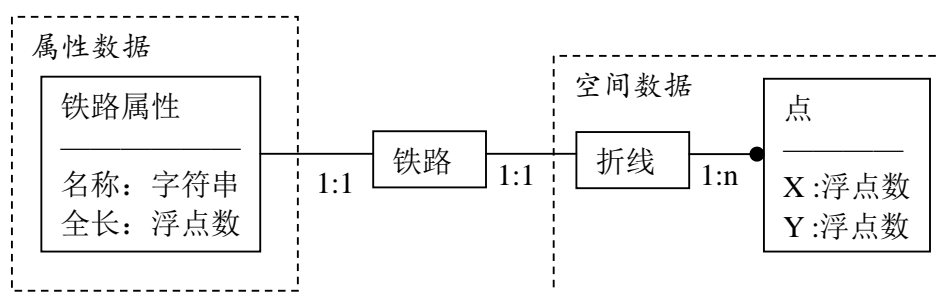 属性数据
铁路属性
名称：字符串
全长：浮点数
1:1
铁路
1:1
空间数据
折线
1:n
点
X :浮点数
Y :浮点数